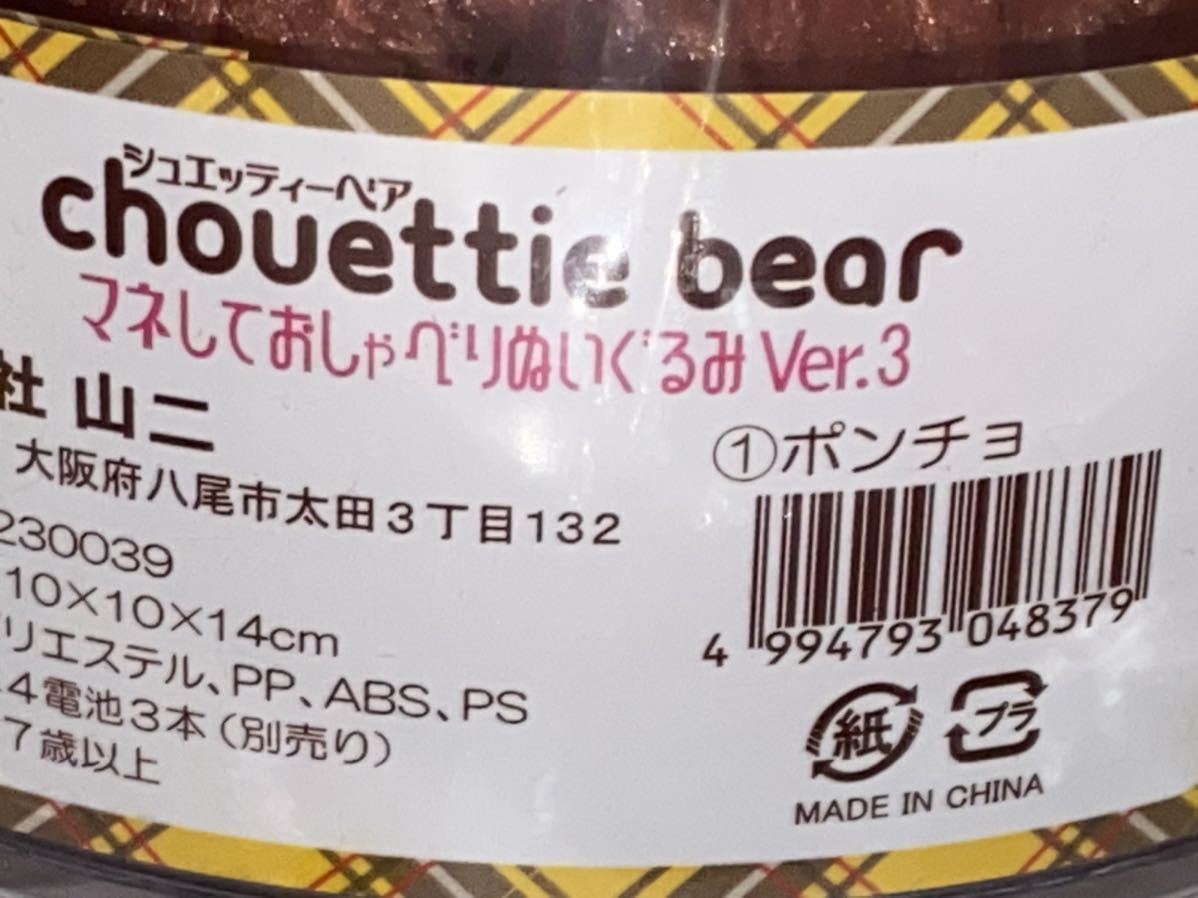 シュエッティーベア
chouettie bear
マネしておしゃべりぬいぐるみ Ver.3
社 山二
大阪府八尾市太田3丁目132
230039
10×10×14cm
リエステル、PP、ABS、PS
4電池3本(別売り)
7歳以上
①ポンチョ
4 994793 048379
紙 プラ
MADE IN CHINA